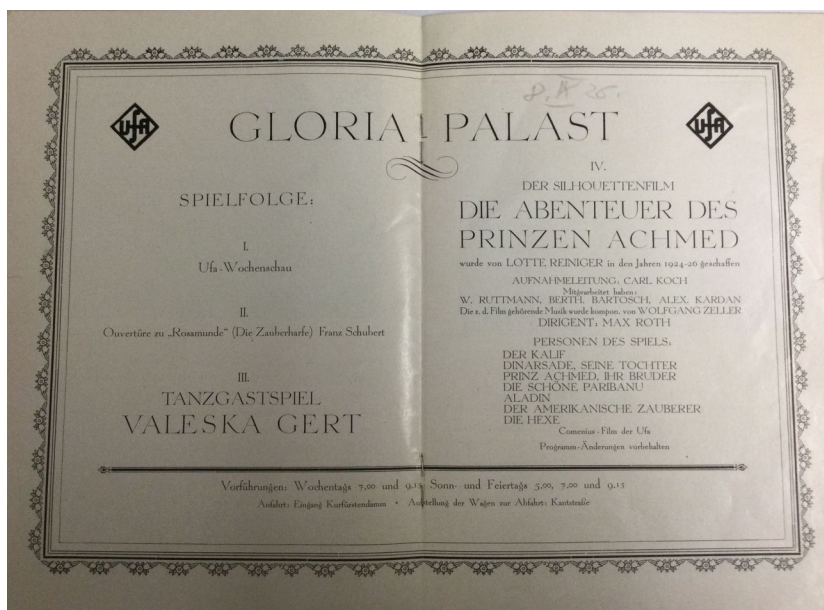 8. IX 26.
Ufa
GLORIA - PALAST
Ufa
SPIELFOLGE:
I.
Ufa-Wochenschau
II.
Ouvertüre zu „Rosamunde“ (Die Zauberharfe) Franz Schubert
III.
TANZGASTSPIEL
VALESKA GERT
IV.
DER SILHOUETTENFILM
DIE ABENTEUER DES
PRINZEN ACHMED
wurde von LOTTE REINIGER in den Jahren 1924-26 geschaffen
AUFNAHMELEITUNG: CARL KOCH
Mitgearbeitet haben:
W. RUTTMANN, BERTH. BARTOSCH, ALEX. KARDAN
Die z. d. Film gehörende Musik wurde kompon. von WOLFGANG ZELLER
DIRIGENT: MAX ROTH
PERSONEN DES SPIELS:
DER KALIF
DINARSADE, SEINE TOCHTER
PRINZ AÇHMED, IHR BRUDER
DIE SCHÖNE PARIBANU
ALADIN
DER AMERIKANISCHE ZAUBERER
DIE HEXE
Comenius-Film der Ufa
Programm-Änderungen vorbehalten
Vorführungen: Wochentags 7,00 und 9.15 Sonn- und Feiertags 5,00, 7,00 und 9.15
Anfahrt: Eingang Kurfürstendamm • Aufstellung der Wagen zur Abfahrt: Kantstraße